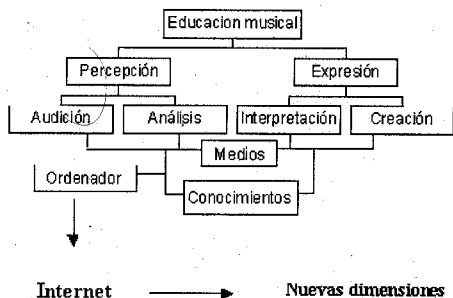 Educacion musical
Percepción
Expresión
Audición
Análisis
Interpretación
Creación
Medios
Ordenador
Conocimientos
Internet
Nuevas dimensiones